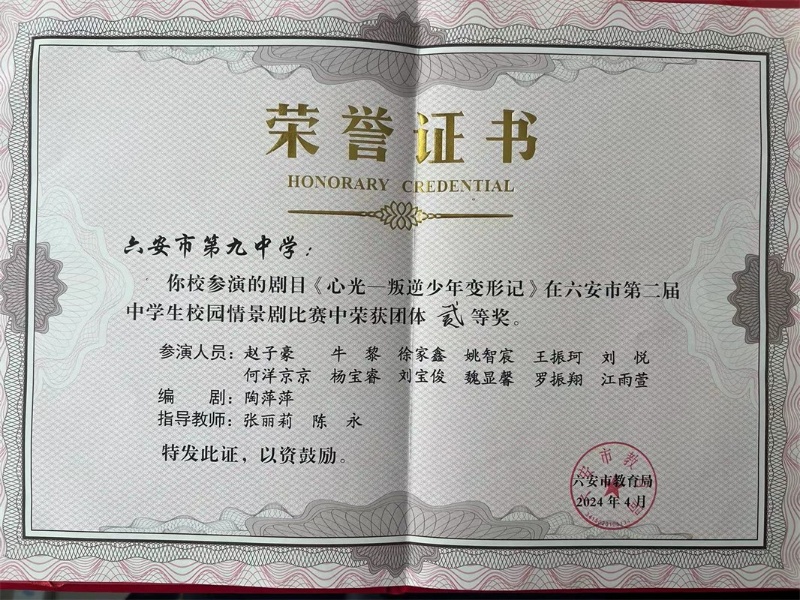 荣誉证书
HONORARY CREDENTIAL
六安市第九中学：
你校参演的剧目《心光—叛逆少年变形记》在六安市第二届
中学生校园情景剧比赛中荣获团体 贰 等奖。
参演人员：赵子豪 牛 黎 徐家鑫 姚智宸 王振珂 刘 悦
何洋京京 杨宝睿 刘宝俊 魏显馨 罗振翔 江雨萱
编 剧：陶萍萍
指导教师：张丽莉 陈 永
特发此证，以资鼓励。
六安市教育局
2024 年 4 月